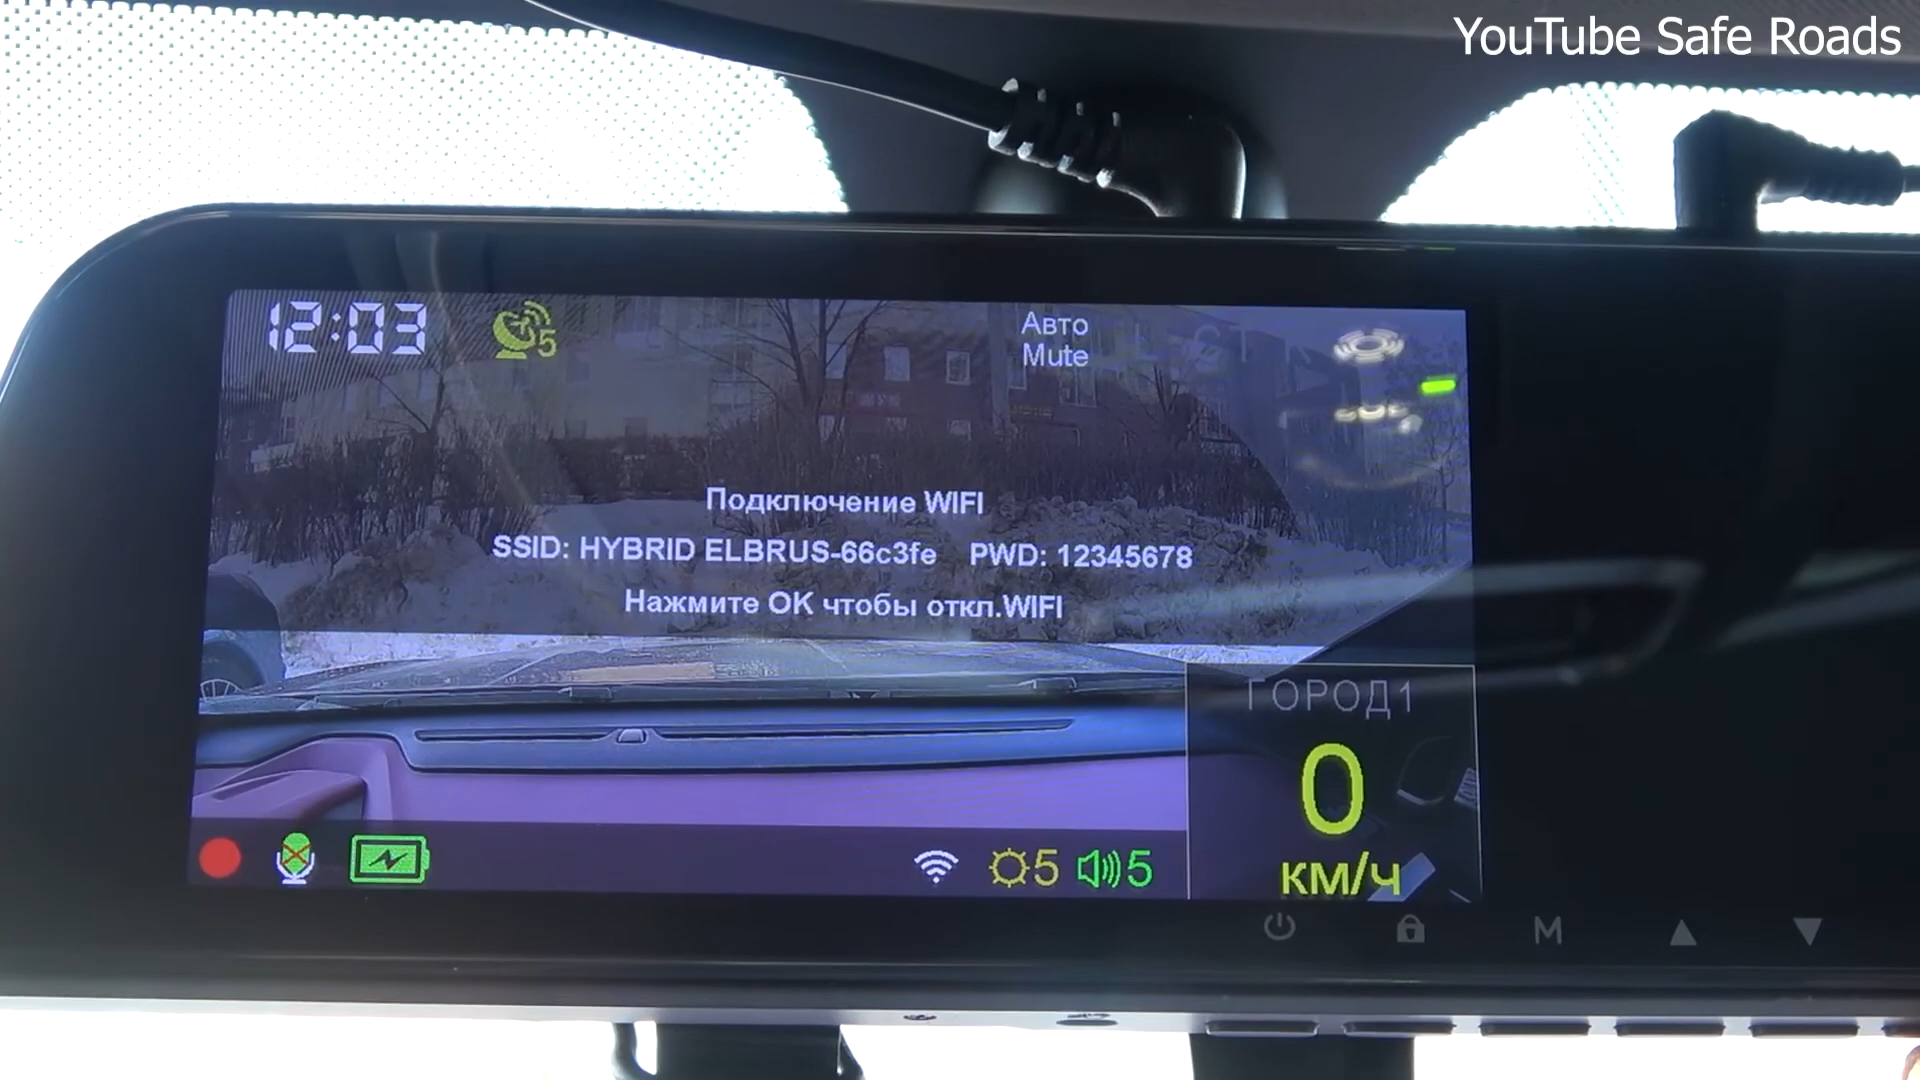 YouTube Safe Roads
12:03
5
Авто
Mute
Подключение WIFI
SSID: HYBRID ELBRUS-66c3fe PWD: 12345678
Нажмите OK чтобы откл.WIFI
ГОРОД1
0
км/ч
5
5
M